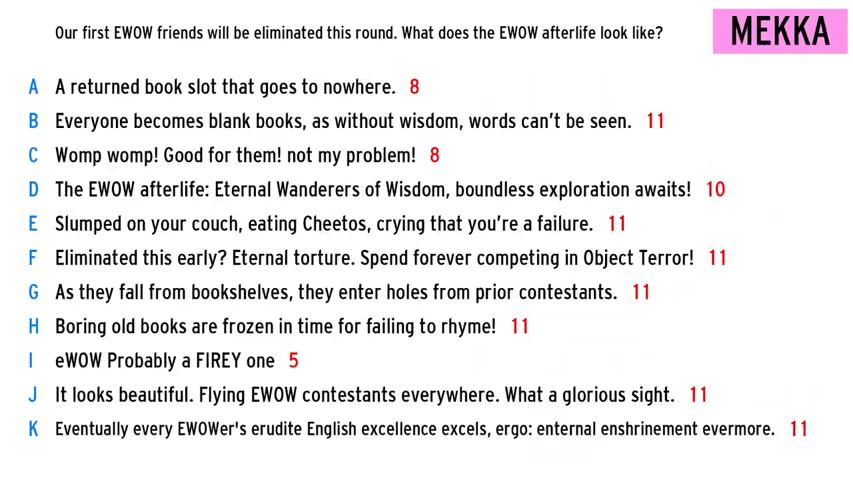 Our first EWOW friends will be eliminated this round. What does the EWOW afterlife look like?
MEKKA
A A returned book slot that goes to nowhere. 8
B Everyone becomes blank books, as without wisdom, words can't be seen. 11
C Womp womp! Good for them! not my problem! 8
D The EWOW afterlife: Eternal Wanderers of Wisdom, boundless exploration awaits! 10
E Slumped on your couch, eating Cheetos, crying that you're a failure. 11
F Eliminated this early? Eternal torture. Spend forever competing in Object Terror! 11
G As they fall from bookshelves, they enter holes from prior contestants. 11
H Boring old books are frozen in time for failing to rhyme! 11
I eWOW Probably a FIREY one 5
J It looks beautiful. Flying EWOW contestants everywhere. What a glorious sight. 11
K Eventually every EWOWer's erudite English excellence excels, ergo: enternal enshrinement evermore. 11